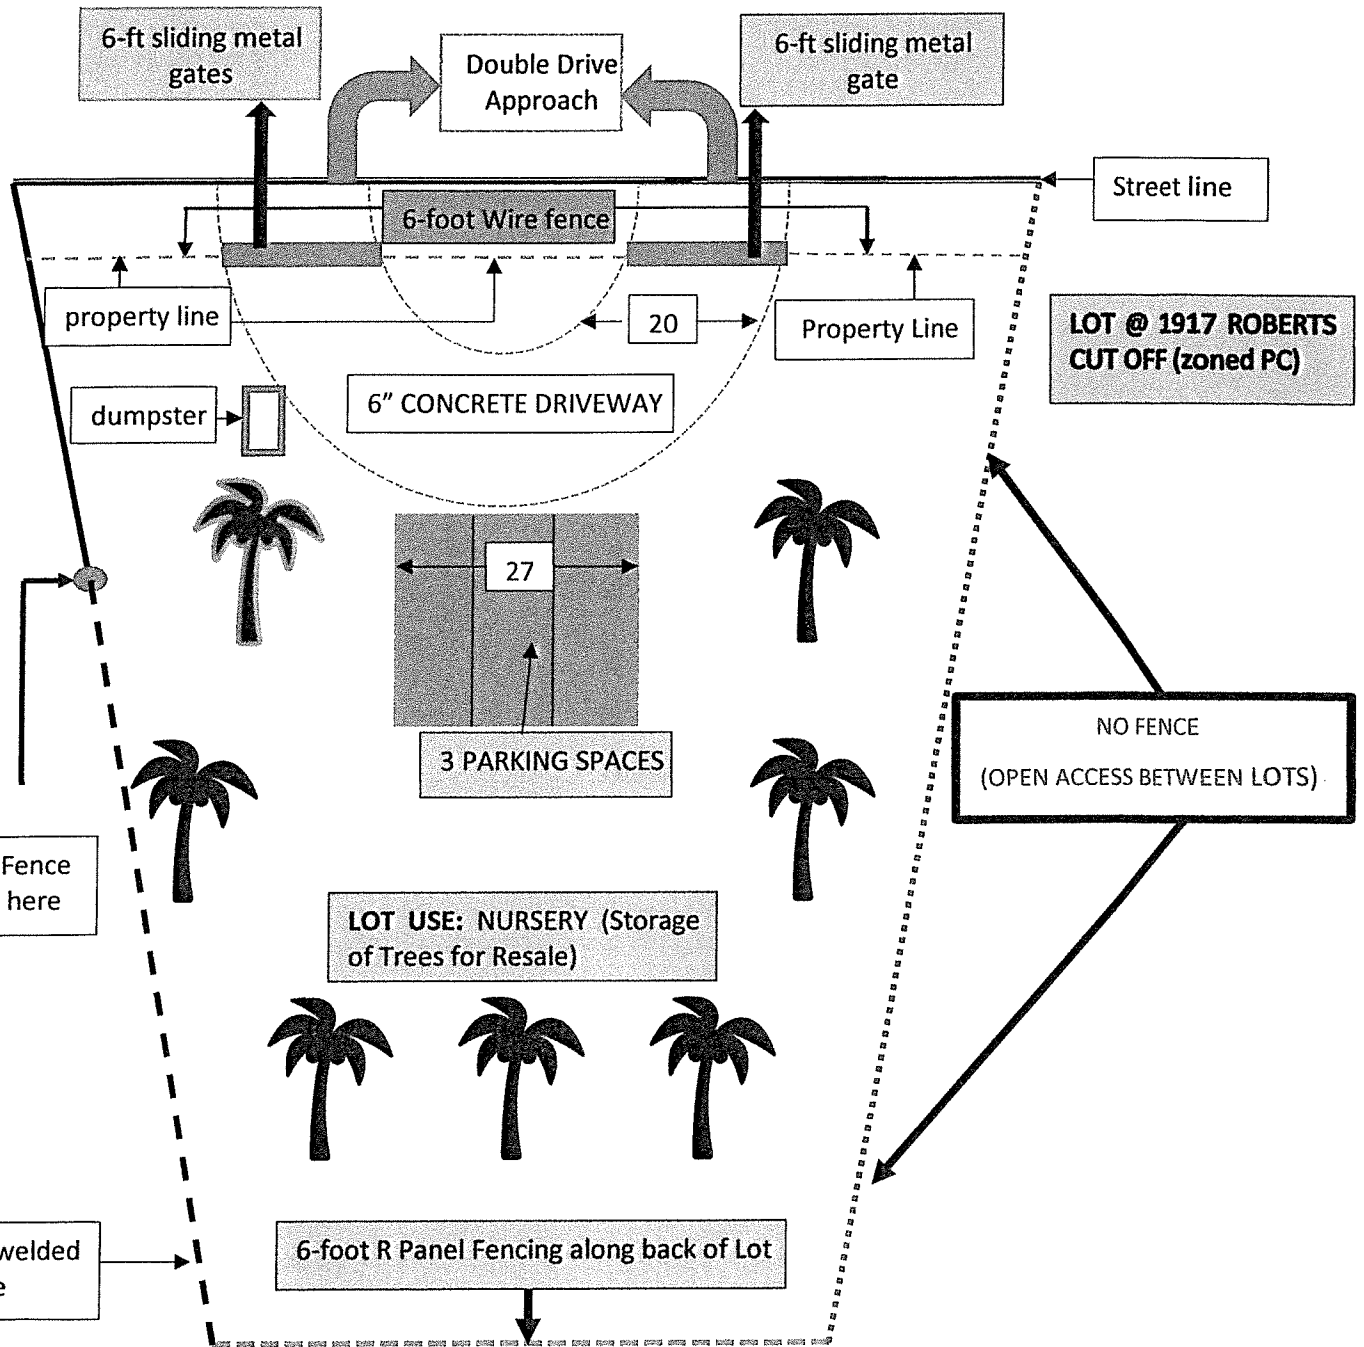 6-ft sliding metal
gates
Double Drive
Approach
6-ft sliding metal
gate
Street line
6-foot Wire fence
property line
20
Property Line
LOT @ 1917 ROBERTS
CUT OFF (zoned PC)
dumpster
6” CONCRETE DRIVEWAY
27
3 PARKING SPACES
NO FENCE
(OPEN ACCESS BETWEEN LOTS)
Fence
here
LOT USE: NURSERY (Storage
of Trees for Resale)
welded
e
6-foot R Panel Fencing along back of Lot